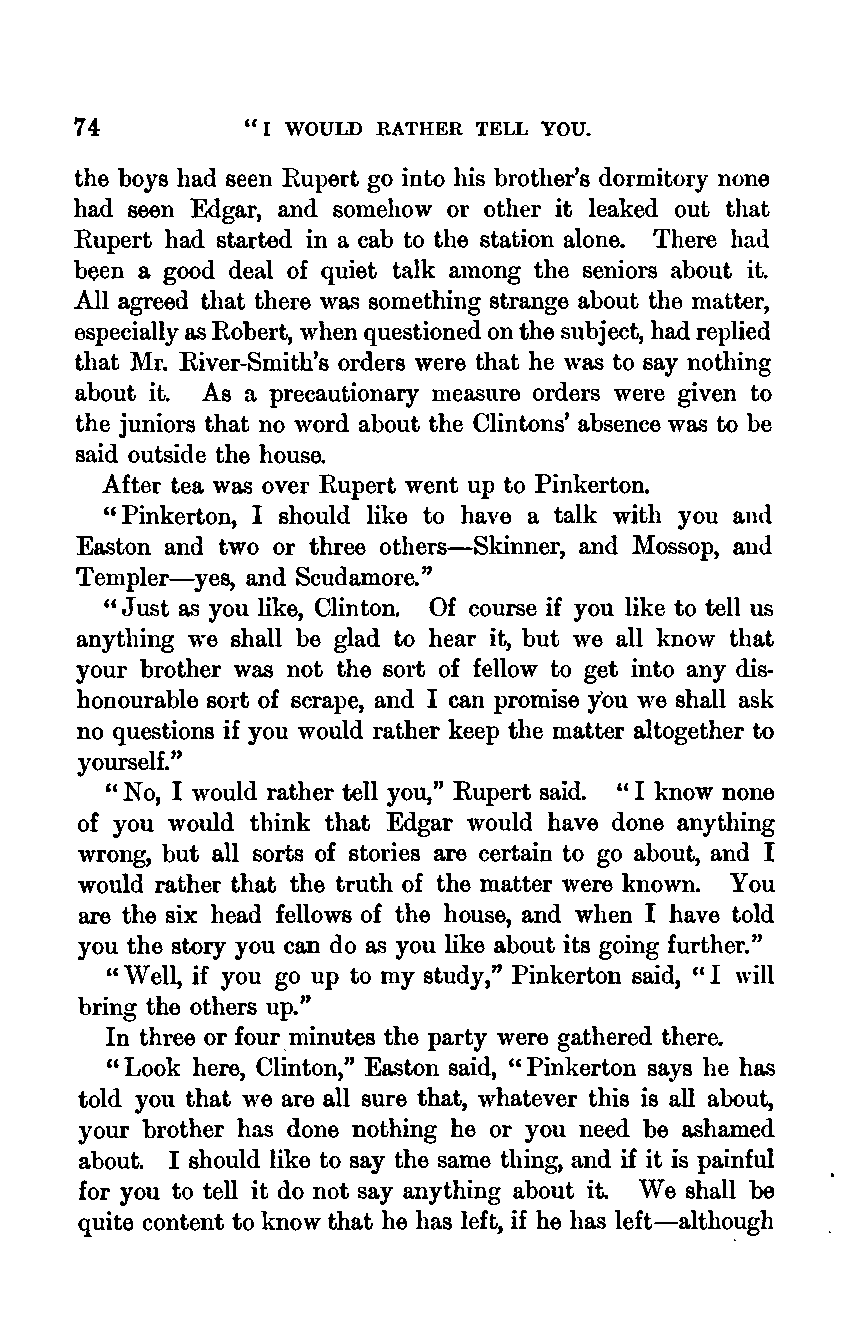 74 "I WOULD RATHER TELL YOU.
the boys had seen Rupert go into his brother's dormitory none
had seen Edgar, and somehow or other it leaked out that
Rupert had started in a cab to the station alone. There had
been a good deal of quiet talk among the seniors about it.
All agreed that there was something strange about the matter,
especially as Robert, when questioned on the subject, had replied
that Mr. River-Smith's orders were that he was to say nothing
about it. As a precautionary measure orders were given to
the juniors that no word about the Clintons' absence was to be
said outside the house.
After tea was over Rupert went up to Pinkerton.
"Pinkerton, I should like to have a talk with you and
Easton and two or three others—Skinner, and Mossop, and
Templer—yes, and Scudamore."
"Just as you like, Clinton. Of course if you like to tell us
anything we shall be glad to hear it, but we all know that
your brother was not the sort of fellow to get into any dis-
honourable sort of scrape, and I can promise you we shall ask
no questions if you would rather keep the matter altogether to
yourself."
"No, I would rather tell you," Rupert said. "I know none
of you would think that Edgar would have done anything
wrong, but all sorts of stories are certain to go about, and I
would rather that the truth of the matter were known. You
are the six head fellows of the house, and when I have told
you the story you can do as you like about its going further."
"Well, if you go up to my study," Pinkerton said, "I will
bring the others up."
In three or four minutes the party were gathered there.
"Look here, Clinton," Easton said, "Pinkerton says he has
told you that we are all sure that, whatever this is all about,
your brother has done nothing he or you need be ashamed
about. I should like to say the same thing, and if it is painful
for you to tell it do not say anything about it. We shall be
quite content to know that he has left, if he has left—although